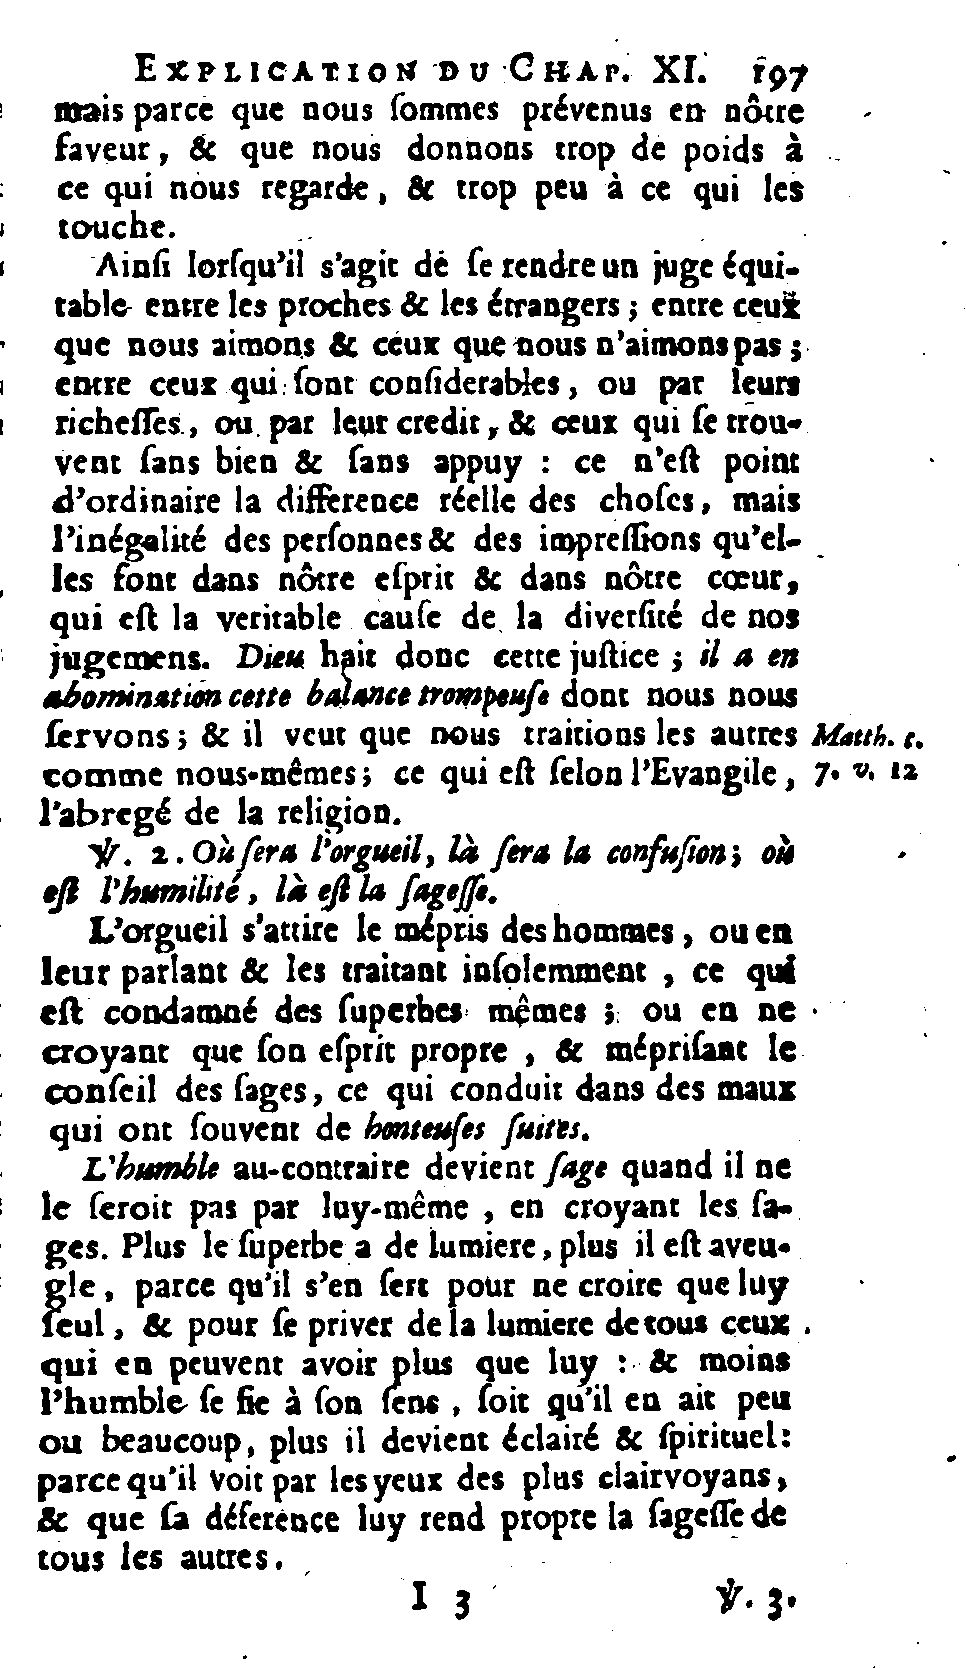 EXPLICATION DU CHAP. XI. 197
mais parce que nous ſommes prévenus en nôtre
faveur, & que nous donnons trop de poids à
ce qui nous regarde, & trop peu à ce qui les
touche.
Ainſi lorſqu'il s'agit de ſe rendre un juge équi-
table entre les proches & les étrangers ; entre ceux
que nous aimons & ceux que nous n'aimons pas ;
entre ceux qui ſont conſiderables, ou par leurs
richeſſes, ou par leur credit, & ceux qui ſe trou-
vent ſans bien & ſans appuy : ce n'eſt point
d'ordinaire la difference réelle des choſes, mais
l'inégalité des perſonnes & des impreſſions qu'el-
les font dans nôtre eſprit & dans nôtre cœur,
qui eſt la veritable cauſe de la diverſité de nos
jugemens. Dieu hait donc cette juſtice ; il a en
abomination cette balance trompeuſe dont nous nous
ſervons ; & il veut que nous traitions les autres Matth. c.
comme nous-mêmes ; ce qui eſt ſelon l'Evangile, 7. v. 12
l'abregé de la religion.
℣. 2. Où ſera l'orgueil, là ſera la confuſion ; où
eſt l'humilité, là eſt la ſageſſe.
L'orgueil s'attire le mépris des hommes, ou en
leur parlant & les traitant inſolemment, ce qui
eſt condamné des ſuperbes mêmes ; ou en ne
croyant que ſon eſprit propre, & mépriſant le
conſeil des ſages, ce qui conduit dans des maux
qui ont ſouvent de honteuſes ſuites.
L'humble au-contraire devient ſage quand il ne
le ſeroit pas par luy-même, en croyant les ſa-
ges. Plus le ſuperbe a de lumiere, plus il eſt aveu-
gle, parce qu'il s'en ſert pour ne croire que luy
ſeul, & pour ſe priver de la lumiere de tous ceux
qui en peuvent avoir plus que luy : & moins
l'humble ſe fie à ſon ſens, ſoit qu'il en ait peu
ou beaucoup, plus il devient éclairé & ſpirituel :
parce qu'il voit par les yeux des plus clairvoyans,
& que ſa déference luy rend propre la ſageſſe de
tous les autres.
I 3 ℣. 3.